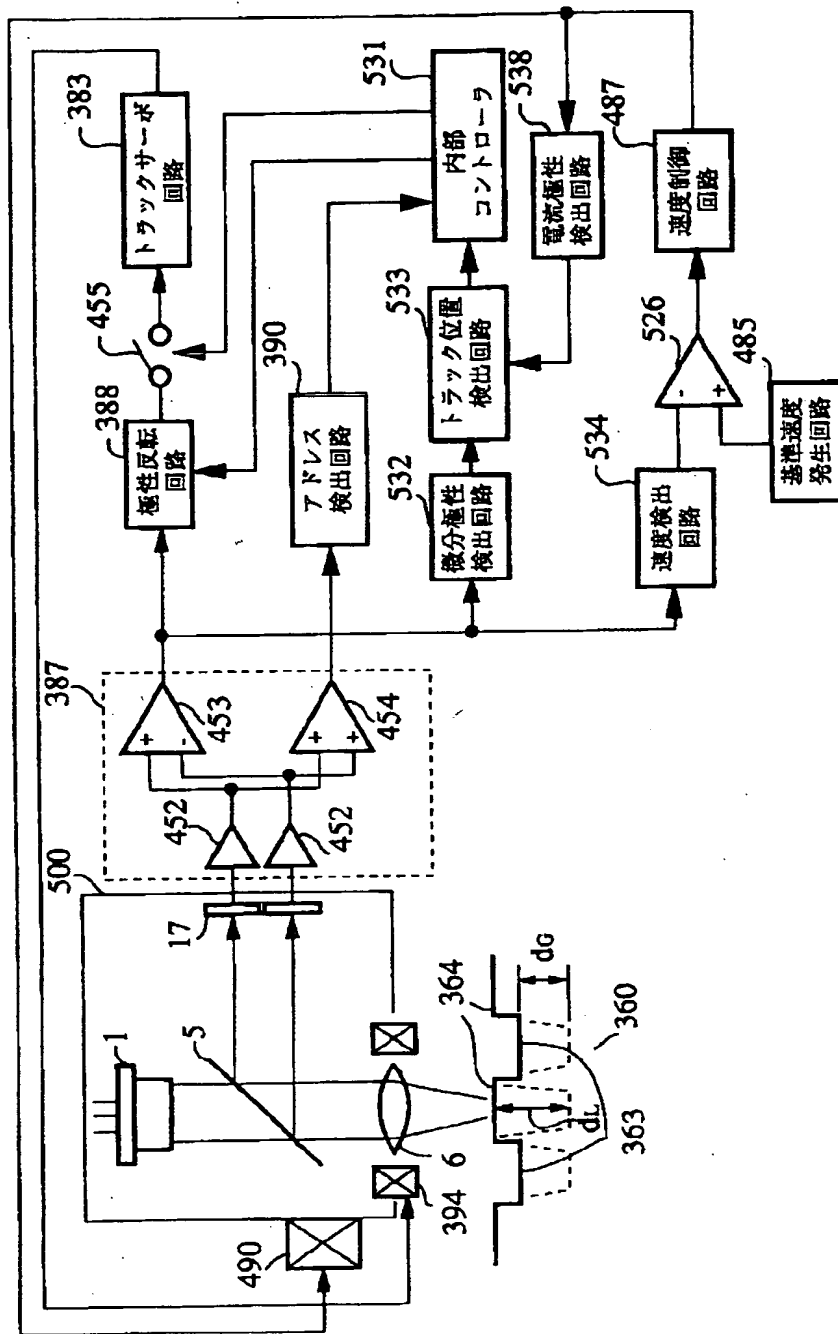 500
1
5
17
6
394
490
364
dG
dL
363
360
387
452
452
+
-
453
+
+
454
388
極性反転
回路
455
トラックサーボ
回路
383
390
アドレス
検出回路
内部
コントローラ
531
532
微分極性
検出回路
533
トラック位置
検出回路
538
電流極性
検出回路
534
速度検出
回路
-
+
526
487
速度制御
回路
485
基準速度
発生回路